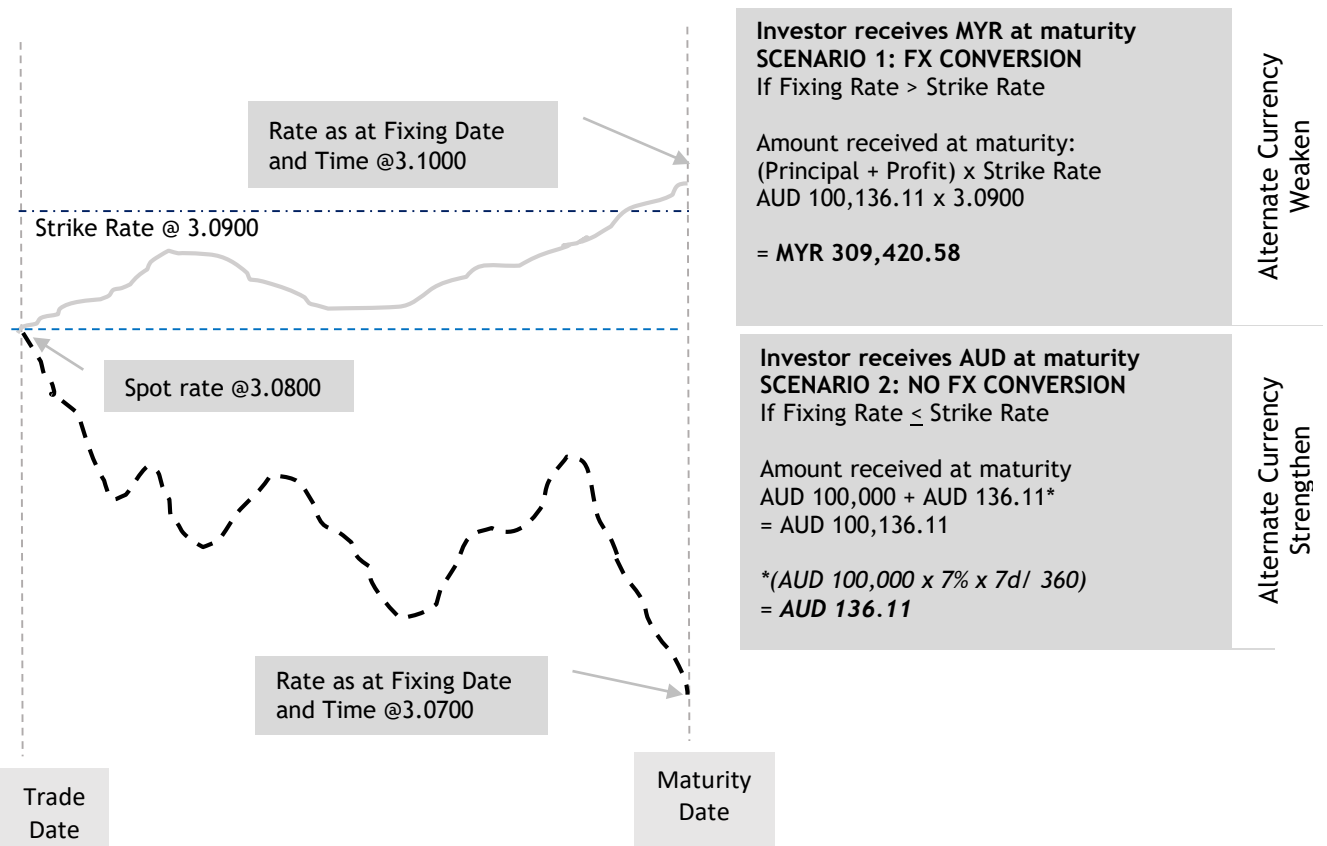 Investor receives MYR at maturity
SCENARIO 1: FX CONVERSION
If Fixing Rate > Strike Rate
Amount received at maturity:
(Principal + Profit) x Strike Rate
AUD 100,136.11 x 3.0900
= MYR 309,420.58
Alternate Currency
Weaken
Rate as at Fixing Date
and Time @3.1000
Strike Rate @ 3.0900
Spot rate @3.0800
Investor receives AUD at maturity
SCENARIO 2: NO FX CONVERSION
If Fixing Rate ≤ Strike Rate
Amount received at maturity
AUD 100,000 + AUD 136.11*
= AUD 100,136.11
*(AUD 100,000 x 7% x 7d/ 360)
= AUD 136.11
Alternate Currency
Strengthen
Rate as at Fixing Date
and Time @3.0700
Trade
Date
Maturity
Date